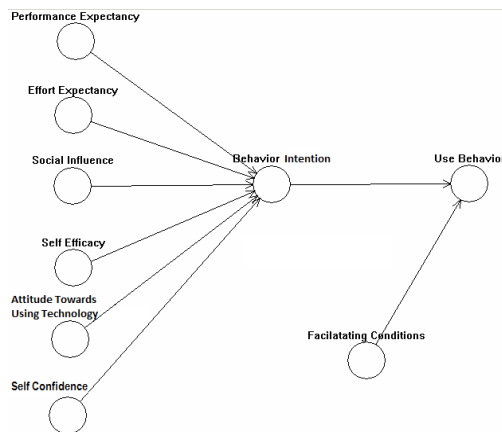 Performance Expectancy
Effort Expectancy
Social Influence
Behavior Intention
Use Behavior
Self Efficacy
Attitude Towards
Using Technology
Facilatating Conditions
Self Confidence